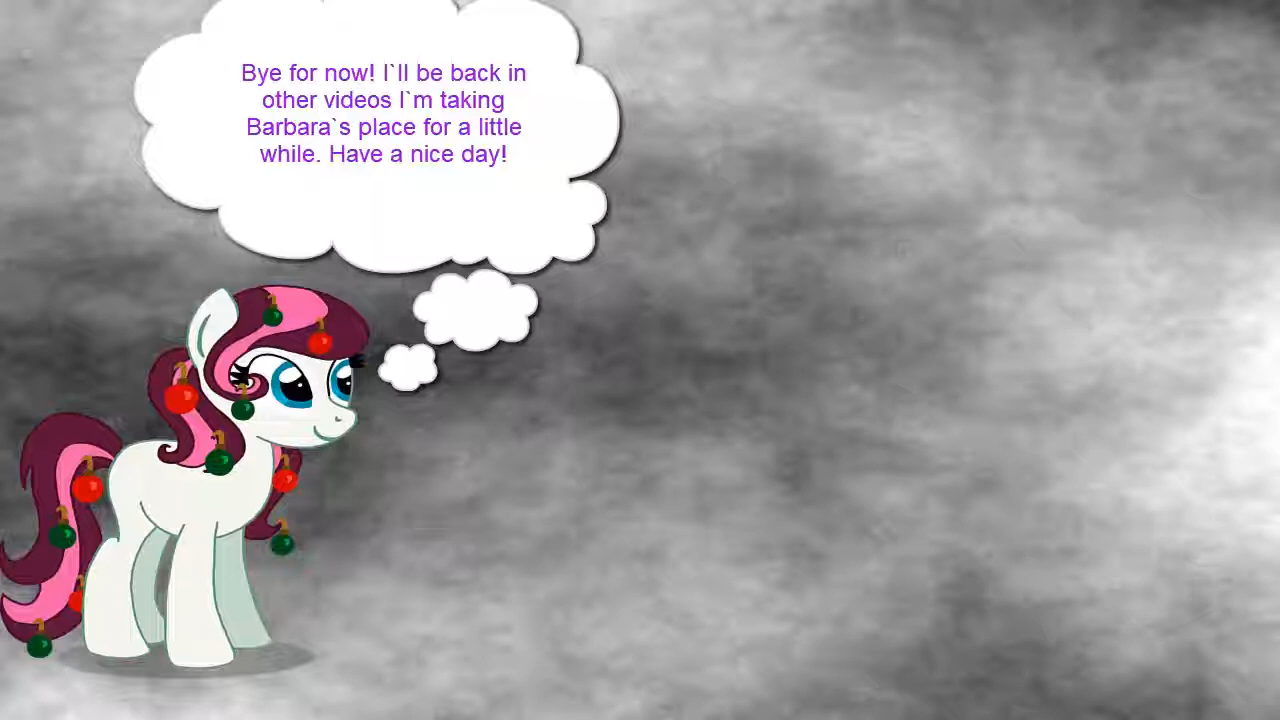 Bye for now! I`ll be back in
other videos I`m taking
Barbara`s place for a little
while. Have a nice day!